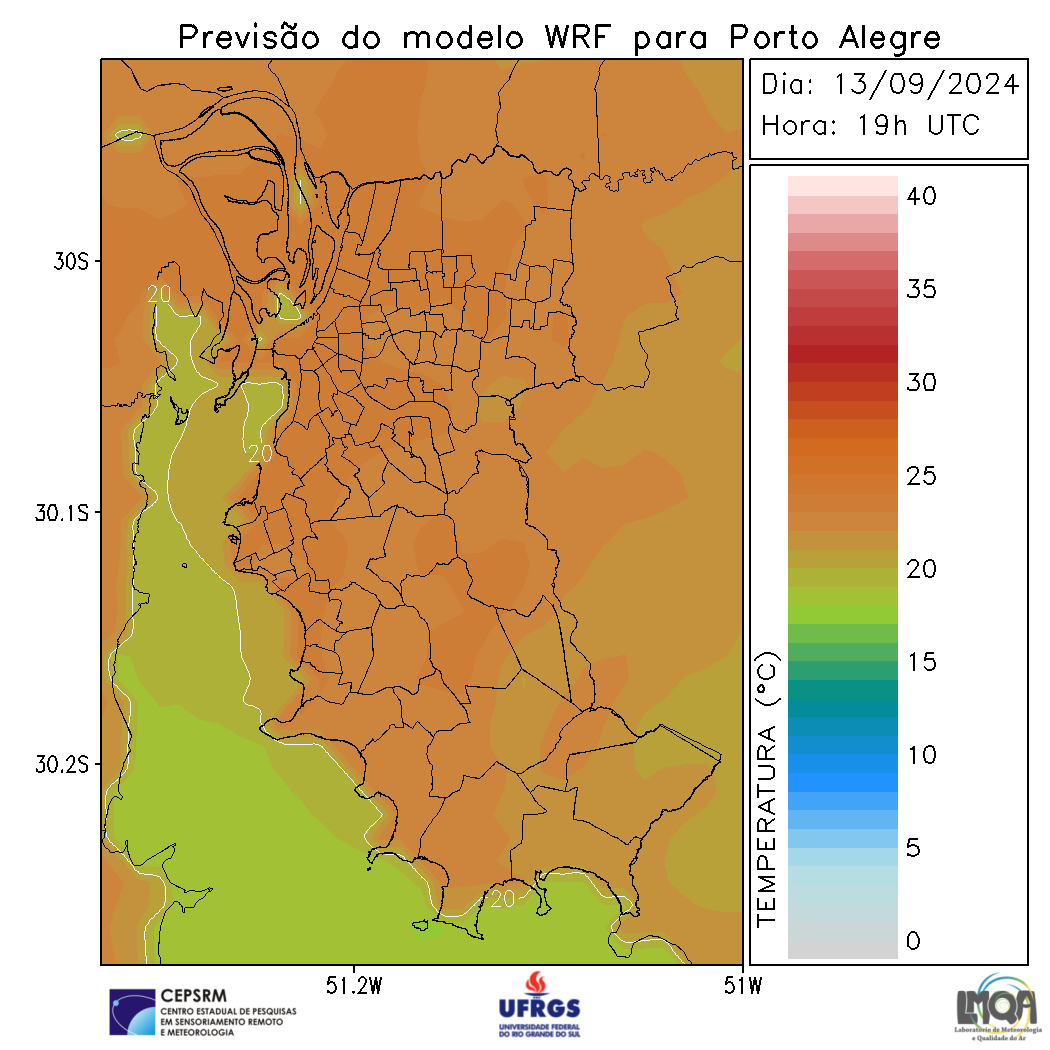 Previsão do modelo WRF para Porto Alegre
Dia: 13/09/2024
Hora: 19h UTC
40
35
30
25
20
15
10
5
0
TEMPERATURA (°C)
30S
30.1S
30.2S
51.2W
51W
20
20
20
CEPSRM
CENTRO ESTADUAL DE PESQUISAS
EM SENSORIAMENTO REMOTO
E METEOROLOGIA
UFRGS
UNIVERSIDADE FEDERAL
DO RIO GRANDE DO SUL
LMQA
Laboratório de Meteorologia
e Qualidade do Ar